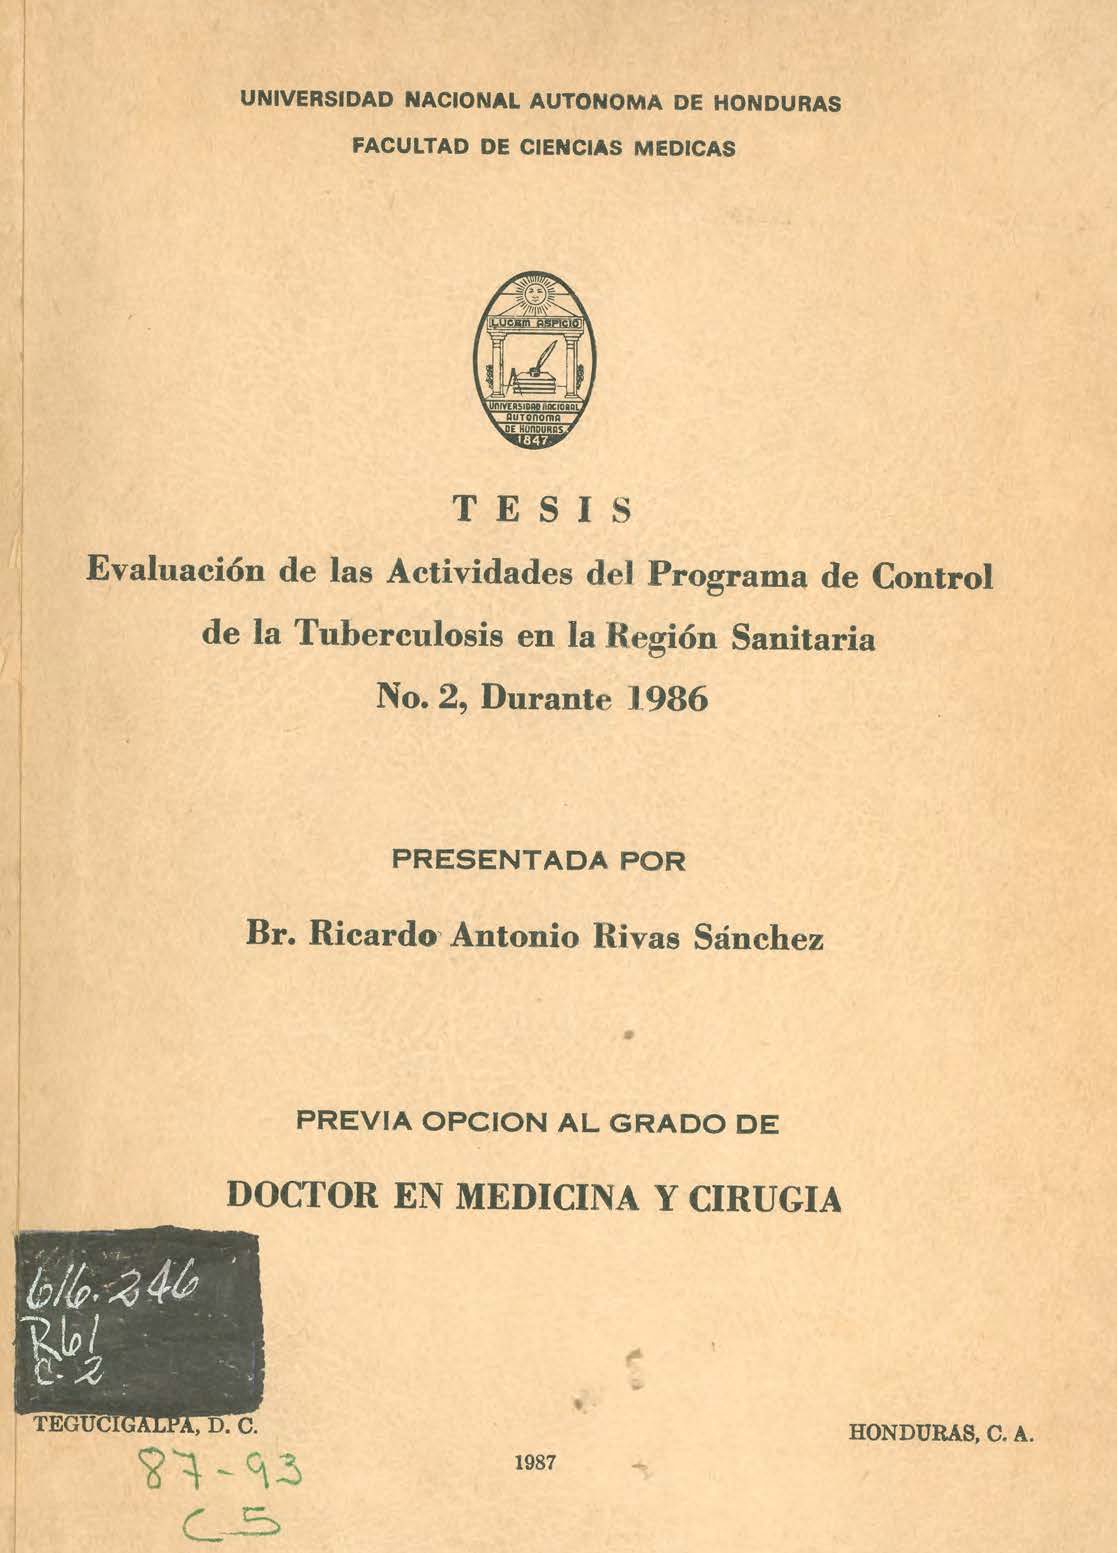 UNIVERSIDAD NACIONAL AUTONOMA DE HONDURAS
FACULTAD DE CIENCIAS MEDICAS
LUCEM ASPICIO
UNIVERSIDAD NACIONAL
AUTONOMA
DE HONDURAS
1847
TESIS
Evaluación de las Actividades del Programa de Control
de la Tuberculosis en la Región Sanitaria
No. 2, Durante 1986
PRESENTADA POR
Br. Ricardo Antonio Rivas Sánchez
PREVIA OPCION AL GRADO DE
DOCTOR EN MEDICINA Y CIRUGIA
616.246
R61
C.2
TEGUCIGALPA, D. C.
HONDURAS, C. A.
1987
87-93
C5